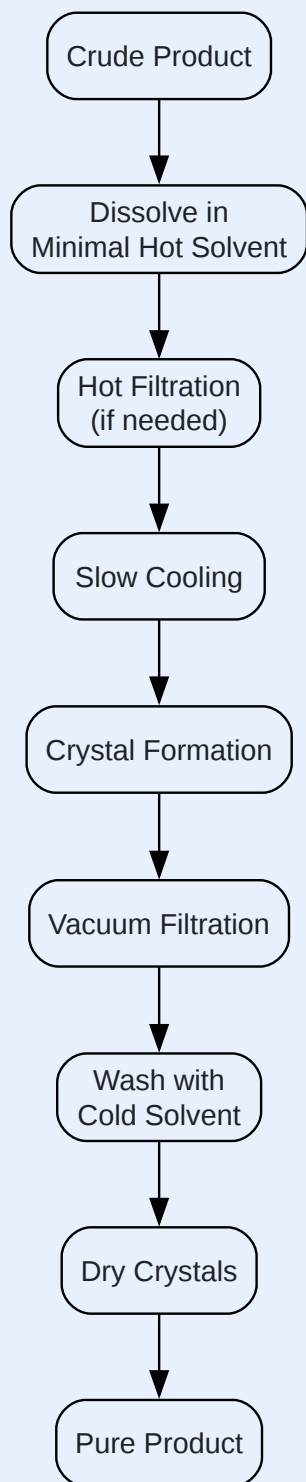 Crude Product
Dissolve in
Minimal Hot Solvent
Hot Filtration
(if needed)
Slow Cooling
Crystal Formation
Vacuum Filtration
Wash with
Cold Solvent
Dry Crystals
Pure Product